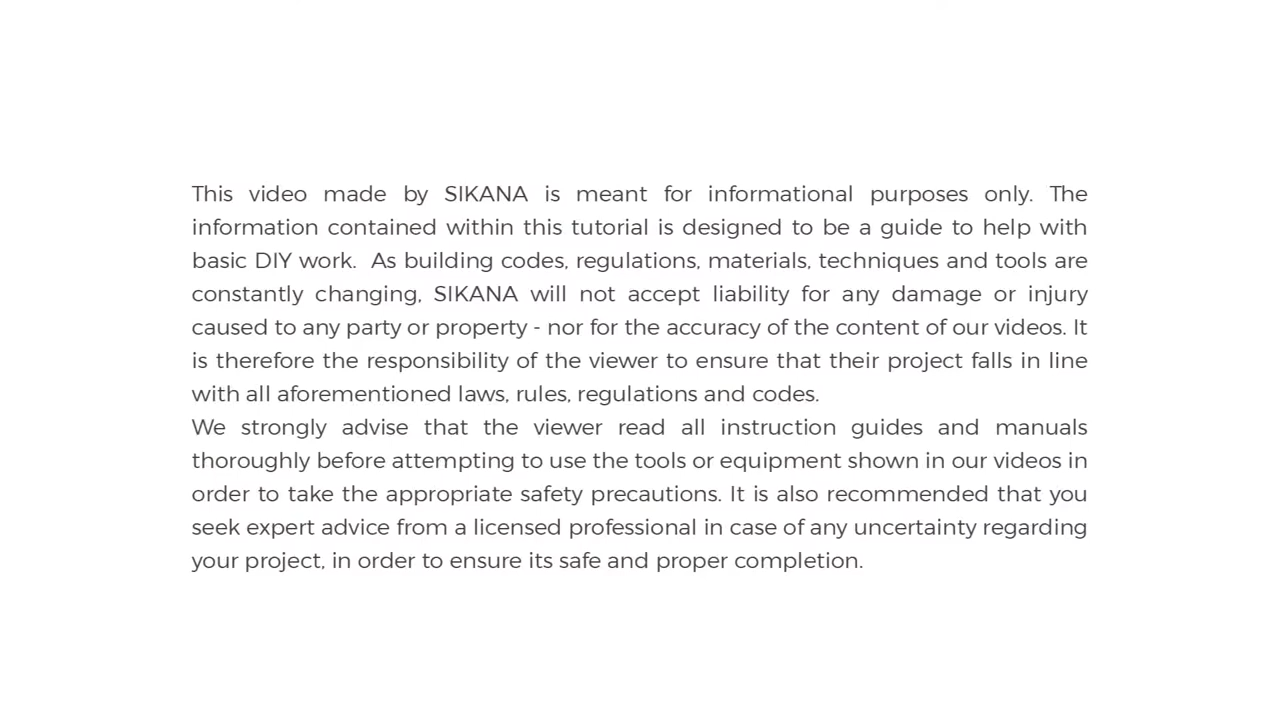 This video made by SIKANA is meant for informational purposes only. The
information contained within this tutorial is designed to be a guide to help with
basic DIY work.  As building codes, regulations, materials, techniques and tools are
constantly changing, SIKANA will not accept liability for any damage or injury
caused to any party or property - nor for the accuracy of the content of our videos. It
is therefore the responsibility of the viewer to ensure that their project falls in line
with all aforementioned laws, rules, regulations and codes.
We strongly advise that the viewer read all instruction guides and manuals
thoroughly before attempting to use the tools or equipment shown in our videos in
order to take the appropriate safety precautions. It is also recommended that you
seek expert advice from a licensed professional in case of any uncertainty regarding
your project, in order to ensure its safe and proper completion.